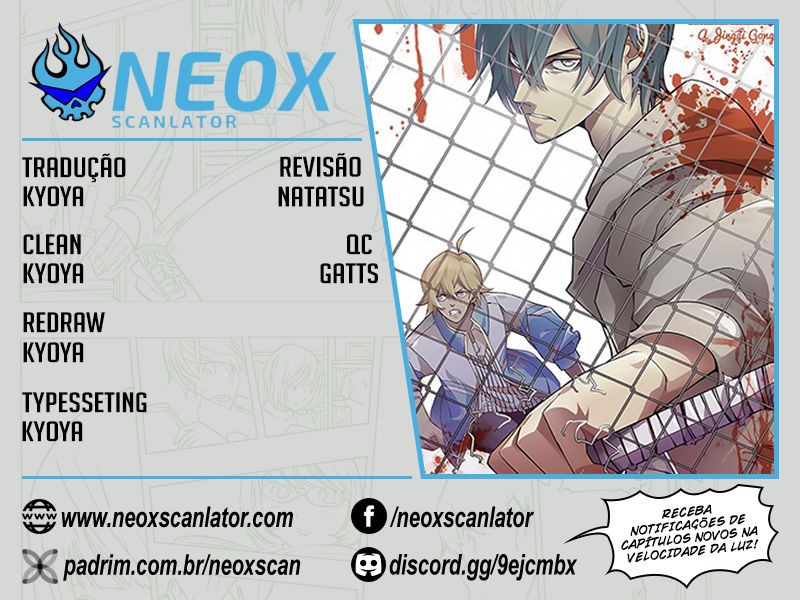 NEOX
SCANLATOR
TRADUÇÃO
KYOYA
REVISÃO
NATATSU
CLEAN
KYOYA
QC
GATTS
REDRAW
KYOYA
TYPESSETING
KYOYA
www.neoxscanlator.com
/neoxscanlator
padrim.com.br/neoxscan
discord.gg/9ejcmbx
RECEBA
NOTIFICAÇÕES DE
CAPÍTULOS NOVOS NA
VELOCIDADE DA LUZ!